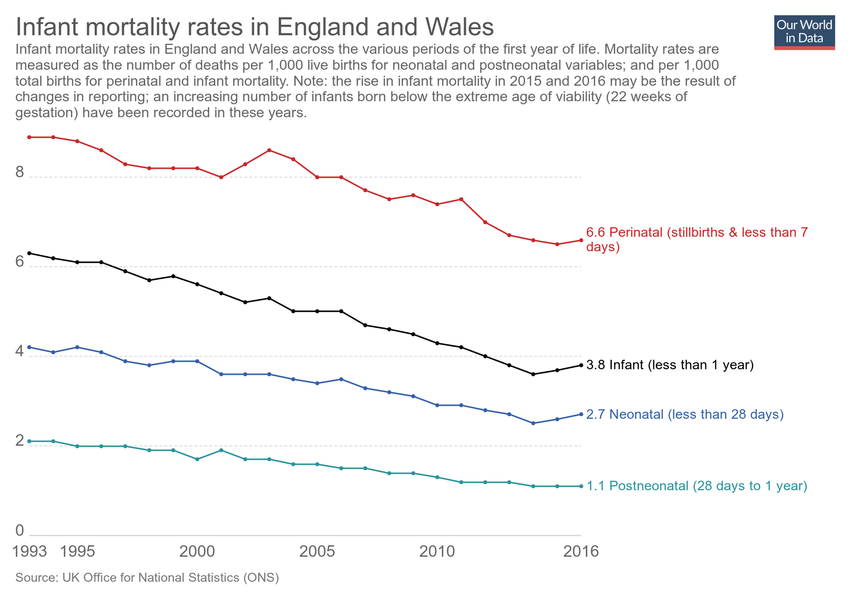 Infant mortality rates in England and Wales
Our World
in Data
Infant mortality rates in England and Wales across the various periods of the first year of life. Mortality rates are
measured as the number of deaths per 1,000 live births for neonatal and postneonatal variables; and per 1,000
total births for perinatal and infant mortality. Note: the rise in infant mortality in 2015 and 2016 may be the result of
changes in reporting; an increasing number of infants born below the extreme age of viability (22 weeks of
gestation) have been recorded in these years.
8
6.6 Perinatal (stillbirths & less than 7
days)
6
4
3.8 Infant (less than 1 year)
2.7 Neonatal (less than 28 days)
2
1.1 Postneonatal (28 days to 1 year)
0
1993 1995 2000 2005 2010 2016
Source: UK Office for National Statistics (ONS)